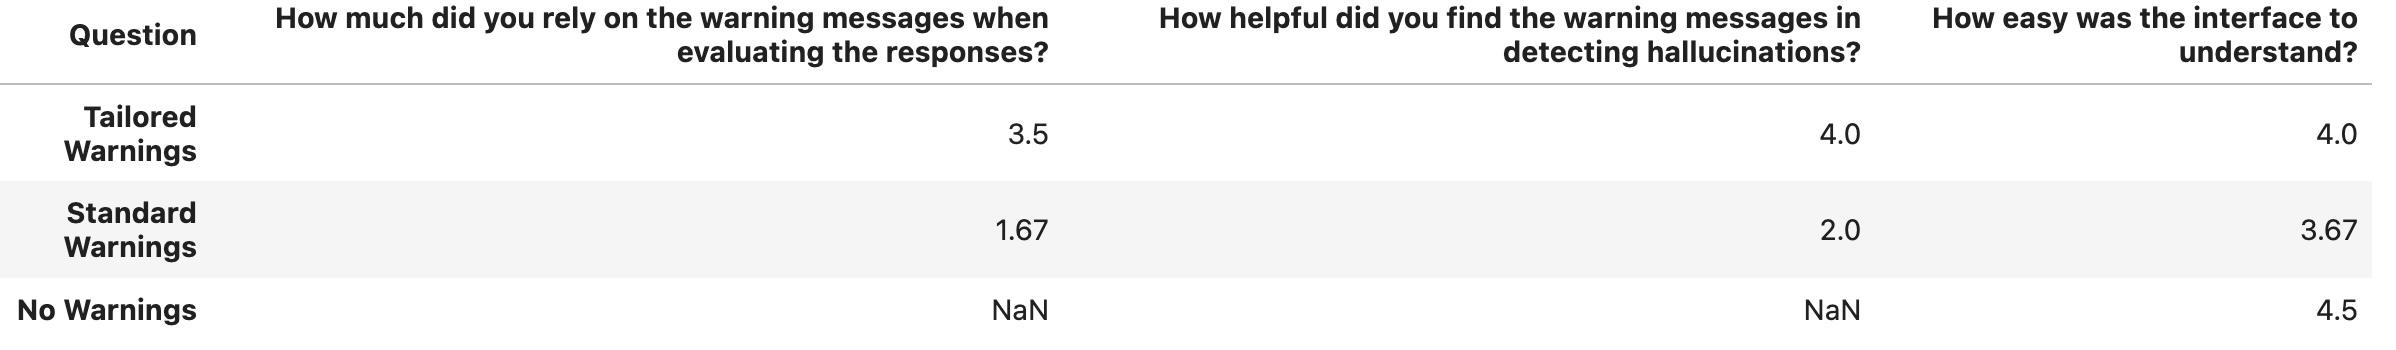 Question How much did you rely on the warning messages when evaluating the responses? How helpful did you find the warning messages in detecting hallucinations? How easy was the interface to understand?
Tailored Warnings 3.5 4.0 4.0
Standard Warnings 1.67 2.0 3.67
No Warnings NaN NaN 4.5